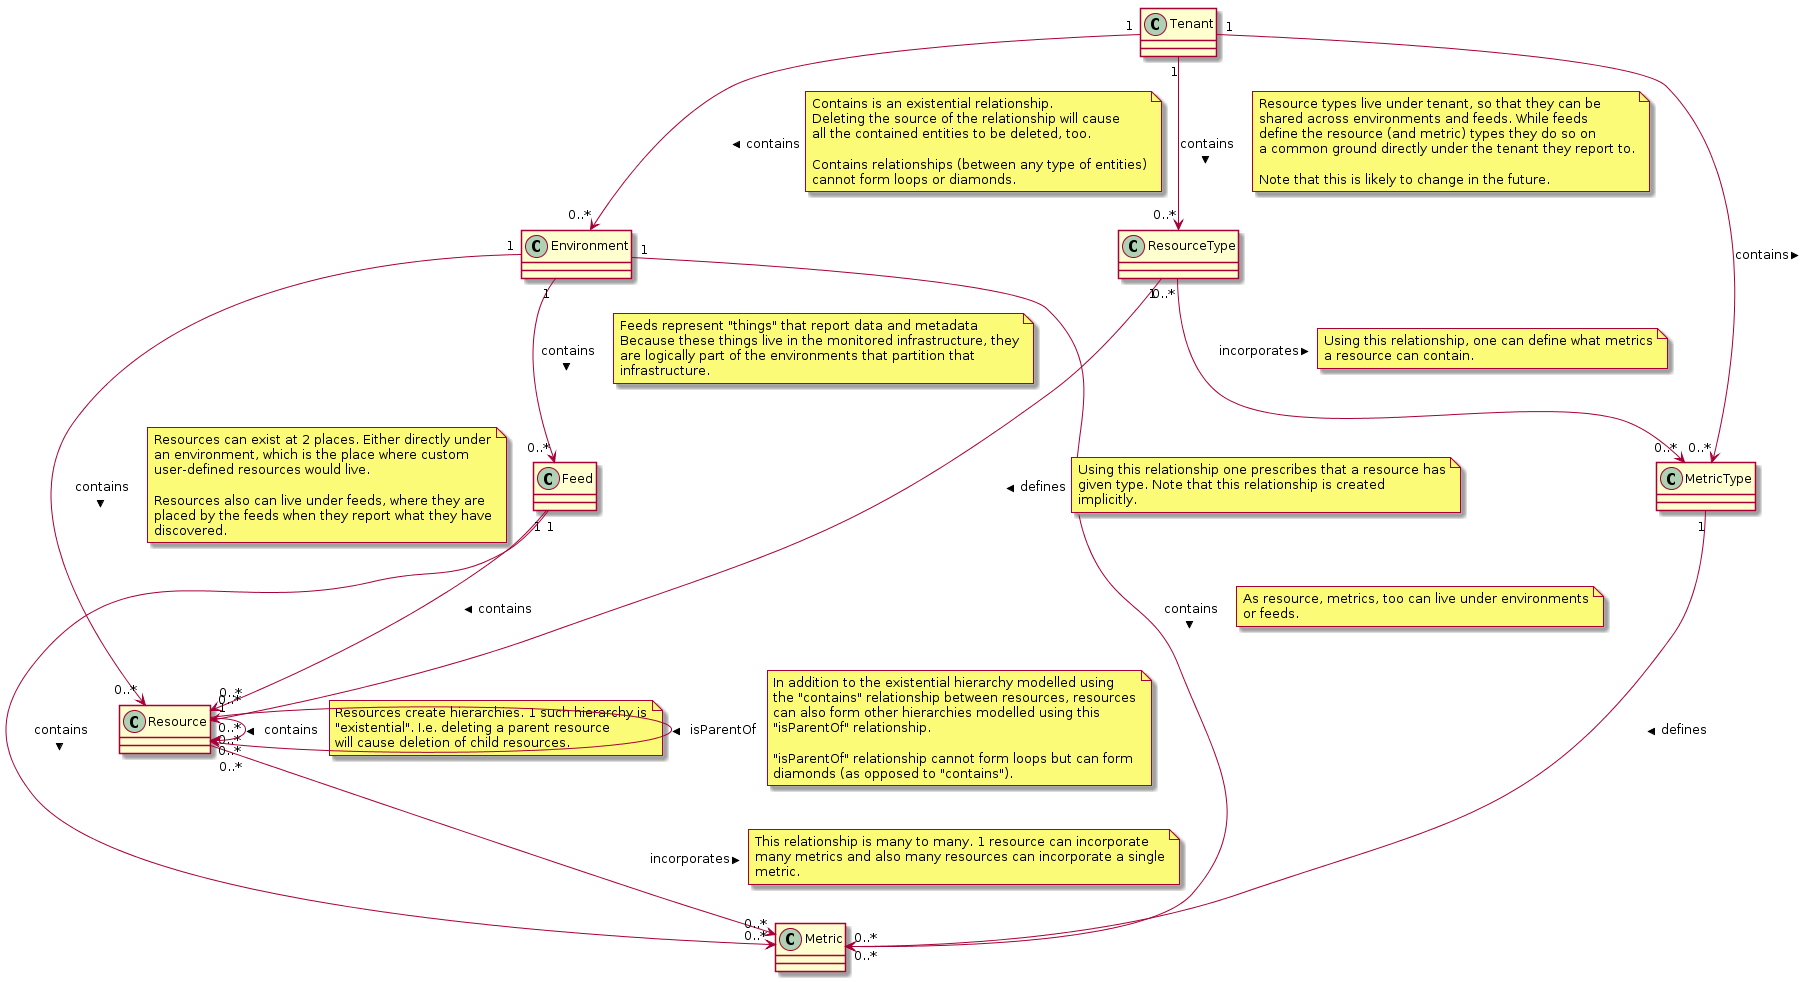 1
C Tenant
1
1
Contains is an existential relationship.
Deleting the source of the relationship will cause
all the contained entities to be deleted, too.
Contains relationships (between any type of entities)
cannot form loops or diamonds.
Resource types live under tenant, so that they can be
shared across environments and feeds. While feeds
define the resource (and metric) types they do so on
a common ground directly under the tenant they report to.
Note that this is likely to change in the future.
◄ contains
contains
▼
0..*
0..*
1
C Environment
1
C ResourceType
contains►
1
1
0..*
Feeds represent "things" that report data and metadata
Because these things live in the monitored infrastructure, they
are logically part of the environments that partition that
infrastructure.
contains
▼
incorporates►
Using this relationship, one can define what metrics
a resource can contain.
Resources can exist at 2 places. Either directly under
an environment, which is the place where custom
user-defined resources would live.
Resources also can live under feeds, where they are
placed by the feeds when they report what they have
discovered.
contains
▼
0..*
C Feed
1
1
◄ defines
Using this relationship one prescribes that a resource has
given type. Note that this relationship is created
implicitly.
0..*
0..*
C MetricType
1
◄ contains
contains
▼
As resource, metrics, too can live under environments
or feeds.
0..*
0..*
0..*
1
C Resource
0..*
0..*
0..*
0..*
contains
▼
◄ contains
Resources create hierarchies. 1 such hierarchy is
"existential". I.e. deleting a parent resource
will cause deletion of child resources.
◄ isParentOf
In addition to the existential hierarchy modelled using
the "contains" relationship between resources, resources
can also form other hierarchies modelled using this
"isParentOf" relationship.
"isParentOf" relationship cannot form loops but can form
diamonds (as opposed to "contains").
◄ defines
incorporates►
This relationship is many to many. 1 resource can incorporate
many metrics and also many resources can incorporate a single
metric.
0..*
0..*
C Metric
0..*
0..*